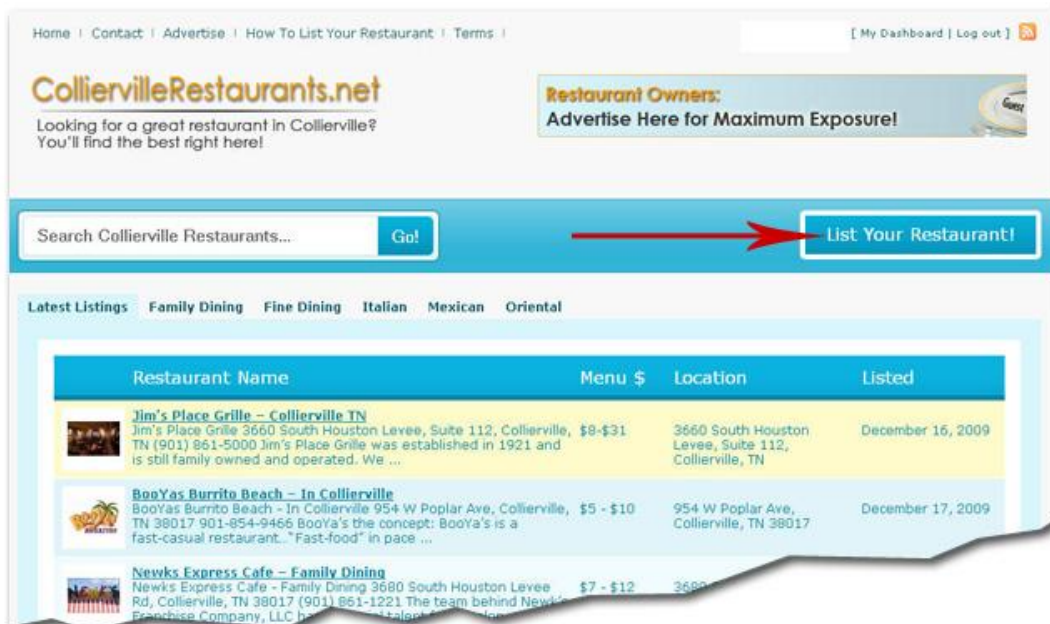 Home | Contact | Advertise | How To List Your Restaurant | Terms |
[ My Dashboard | Log out ]
ColliervilleRestaurants.net
Looking for a great restaurant in Collierville?
You'll find the best right here!
Restaurant Owners:
Advertise Here for Maximum Exposure!
Guest
Search Collierville Restaurants...
Go!
List Your Restaurant!
Latest Listings Family Dining Fine Dining Italian Mexican Oriental
Restaurant Name Menu $ Location Listed
Jim's Place Grille – Collierville TN
Jim's Place Grille 3660 South Houston Levee, Suite 112, Collierville,
TN (901) 861-5000 Jim's Place Grille was established in 1921 and
is still family owned and operated. We ...
$8-$31
3660 South Houston
Levee, Suite 112,
Collierville, TN
December 16, 2009
BooYas Burrito Beach – In Collierville
BooYas Burrito Beach - In Collierville 954 W Poplar Ave, Collierville,
TN 38017 901-854-9466 BooYa's the concept: BooYa's is a
fast-casual restaurant.."Fast-food" in pace ...
$5 - $10
954 W Poplar Ave,
Collierville, TN 38017
December 17, 2009
Newks Express Cafe – Family Dining
Newks Express Cafe - Family Dining 3680 South Houston Levee
Rd, Collierville, TN 38017 (901) 861-1221 The team behind Newk's
Franchise Company, LLC
$7 - $12